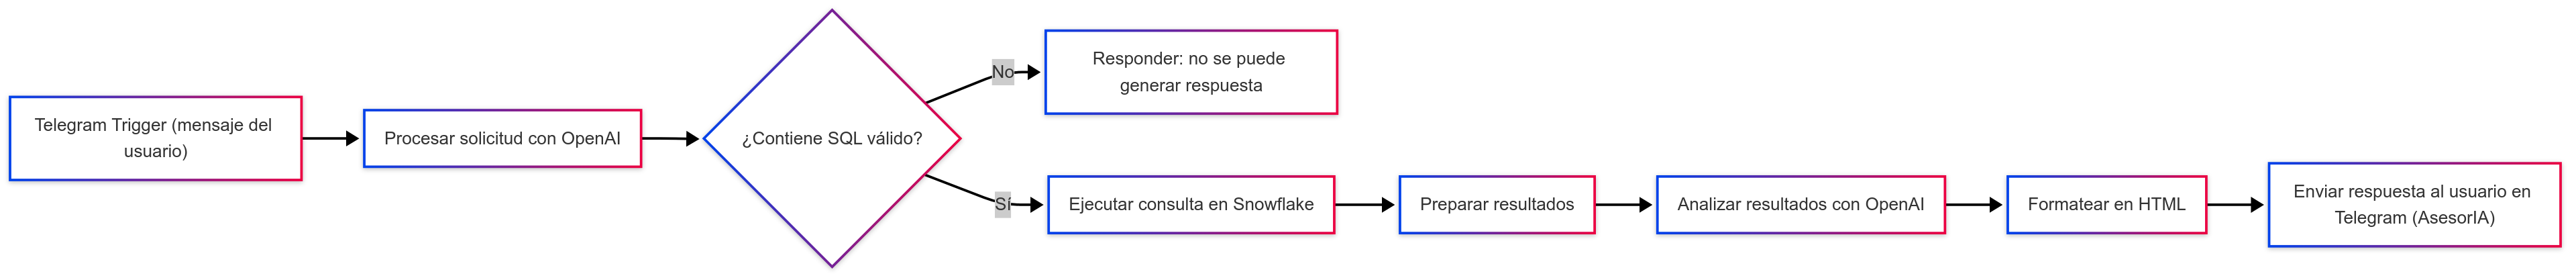 Telegram Trigger (mensaje del
usuario)
Procesar solicitud con OpenAI
¿Contiene SQL válido?
No
Responder: no se puede
generar respuesta
Sí
Ejecutar consulta en Snowflake
Preparar resultados
Analizar resultados con OpenAI
Formatear en HTML
Enviar respuesta al usuario en
Telegram (AsesorIA)